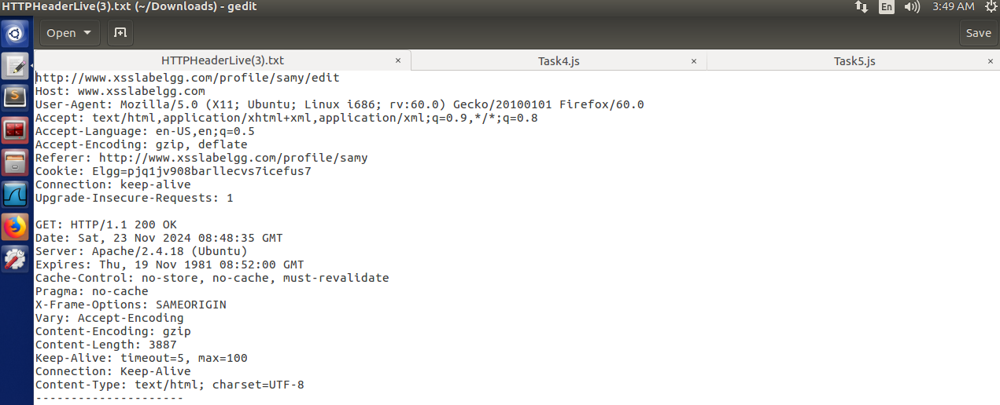 HTTPHeaderLive(3).txt (~/Downloads) - gedit
En 3:49 AM
Open Save
HTTPHeaderLive(3).txt × Task4.js × Task5.js ×
http://www.xsslabelgg.com/profile/samy/edit
Host: www.xsslabelgg.com
User-Agent: Mozilla/5.0 (X11; Ubuntu; Linux i686; rv:60.0) Gecko/20100101 Firefox/60.0
Accept: text/html,application/xhtml+xml,application/xml;q=0.9,*/*;q=0.8
Accept-Language: en-US,en;q=0.5
Accept-Encoding: gzip, deflate
Referer: http://www.xsslabelgg.com/profile/samy
Cookie: Elgg=pjq1jv908barllecvs7icefus7
Connection: keep-alive
Upgrade-Insecure-Requests: 1
GET: HTTP/1.1 200 OK
Date: Sat, 23 Nov 2024 08:48:35 GMT
Server: Apache/2.4.18 (Ubuntu)
Expires: Thu, 19 Nov 1981 08:52:00 GMT
Cache-Control: no-store, no-cache, must-revalidate
Pragma: no-cache
X-Frame-Options: SAMEORIGIN
Vary: Accept-Encoding
Content-Encoding: gzip
Content-Length: 3887
Keep-Alive: timeout=5, max=100
Connection: Keep-Alive
Content-Type: text/html; charset=UTF-8
---------------------